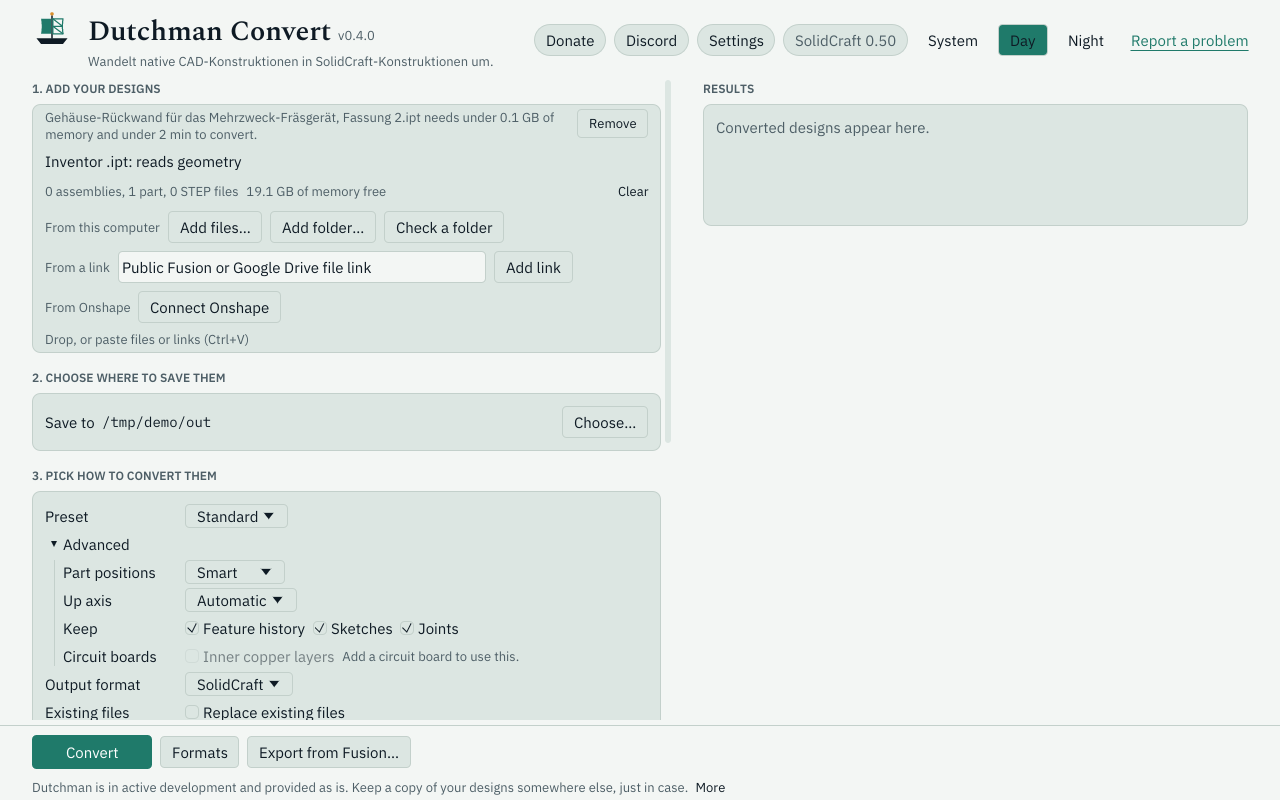 Dutchman Convert v0.4.0
Wandelt native CAD-Konstruktionen in SolidCraft-Konstruktionen um.
Donate
Discord
Settings
SolidCraft 0.50
System
Day
Night
Report a problem
1. ADD YOUR DESIGNS
Gehäuse-Rückwand für das Mehrzweck-Fräsgerät, Fassung 2.ipt needs under 0.1 GB of
memory and under 2 min to convert.
Remove
Inventor .ipt: reads geometry
0 assemblies, 1 part, 0 STEP files 19.1 GB of memory free
Clear
From this computer
Add files...
Add folder...
Check a folder
From a link
Public Fusion or Google Drive file link
Add link
From Onshape
Connect Onshape
Drop, or paste files or links (Ctrl+V)
2. CHOOSE WHERE TO SAVE THEM
Save to /tmp/demo/out
Choose...
3. PICK HOW TO CONVERT THEM
Preset
Standard
Advanced
Part positions
Smart
Up axis
Automatic
Keep
Feature history
Sketches
Joints
Circuit boards
Inner copper layers
Add a circuit board to use this.
Output format
SolidCraft
Existing files
Replace existing files
RESULTS
Converted designs appear here.
Convert
Formats
Export from Fusion...
Dutchman is in active development and provided as is. Keep a copy of your designs somewhere else, just in case. More